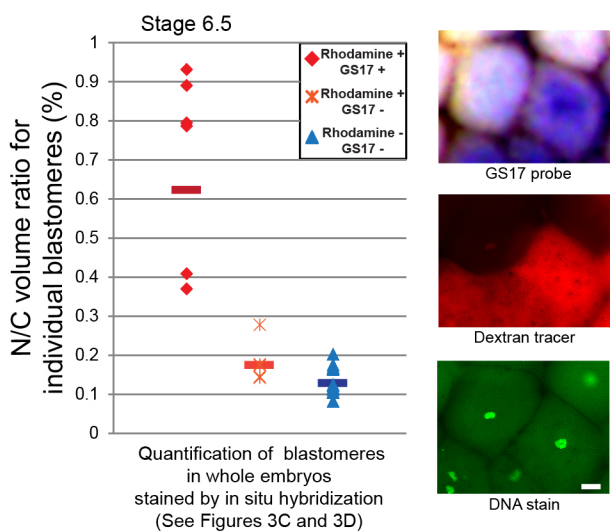 Stage 6.5
N/C volume ratio for
individual blastomeres (%)
1
0.9
0.8
0.7
0.6
0.5
0.4
0.3
0.2
0.1
0
Rhodamine +
GS17 +
Rhodamine +
GS17 -
Rhodamine -
GS17 -
Quantification of blastomeres
in whole embryos
stained by in situ hybridization
(See Figures 3C and 3D)
GS17 probe
Dextran tracer
DNA stain